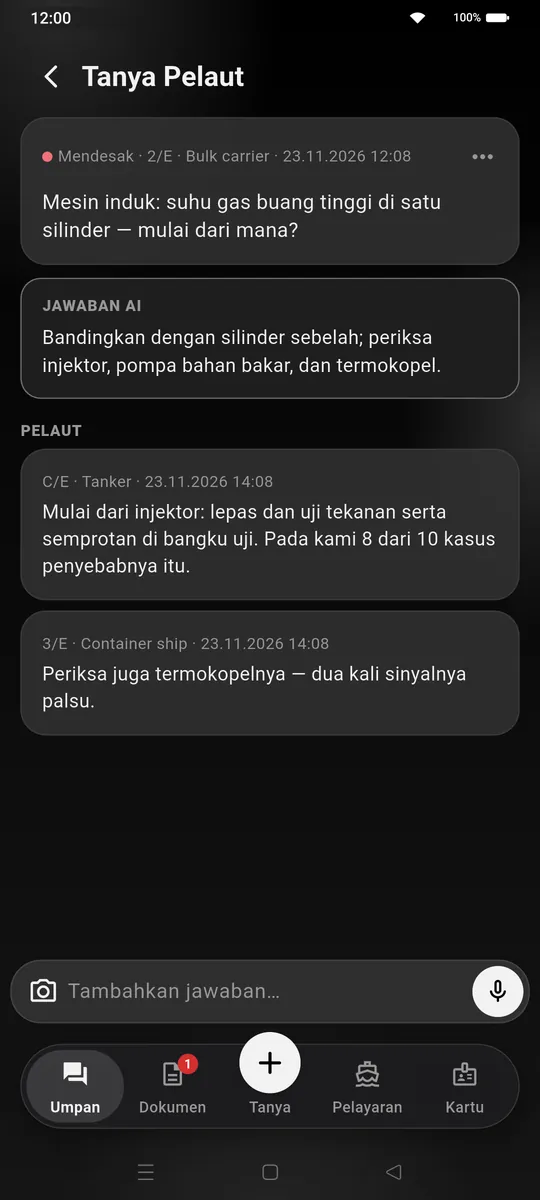 12:00
100%
Tanya Pelaut
Mendesak · 2/E · Bulk carrier · 23.11.2026 12:08
Mesin induk: suhu gas buang tinggi di satu
silinder — mulai dari mana?
JAWABAN AI
Bandingkan dengan silinder sebelah; periksa
injektor, pompa bahan bakar, dan termokopel.
PELAUT
C/E · Tanker · 23.11.2026 14:08
Mulai dari injektor: lepas dan uji tekanan serta
semprotan di bangku uji. Pada kami 8 dari 10 kasus
penyebabnya itu.
3/E · Container ship · 23.11.2026 14:08
Periksa juga termokopelnya — dua kali sinyalnya
palsu.
Tambahkan jawaban…
1
Umpan
Dokumen
Tanya
Pelayaran
Kartu